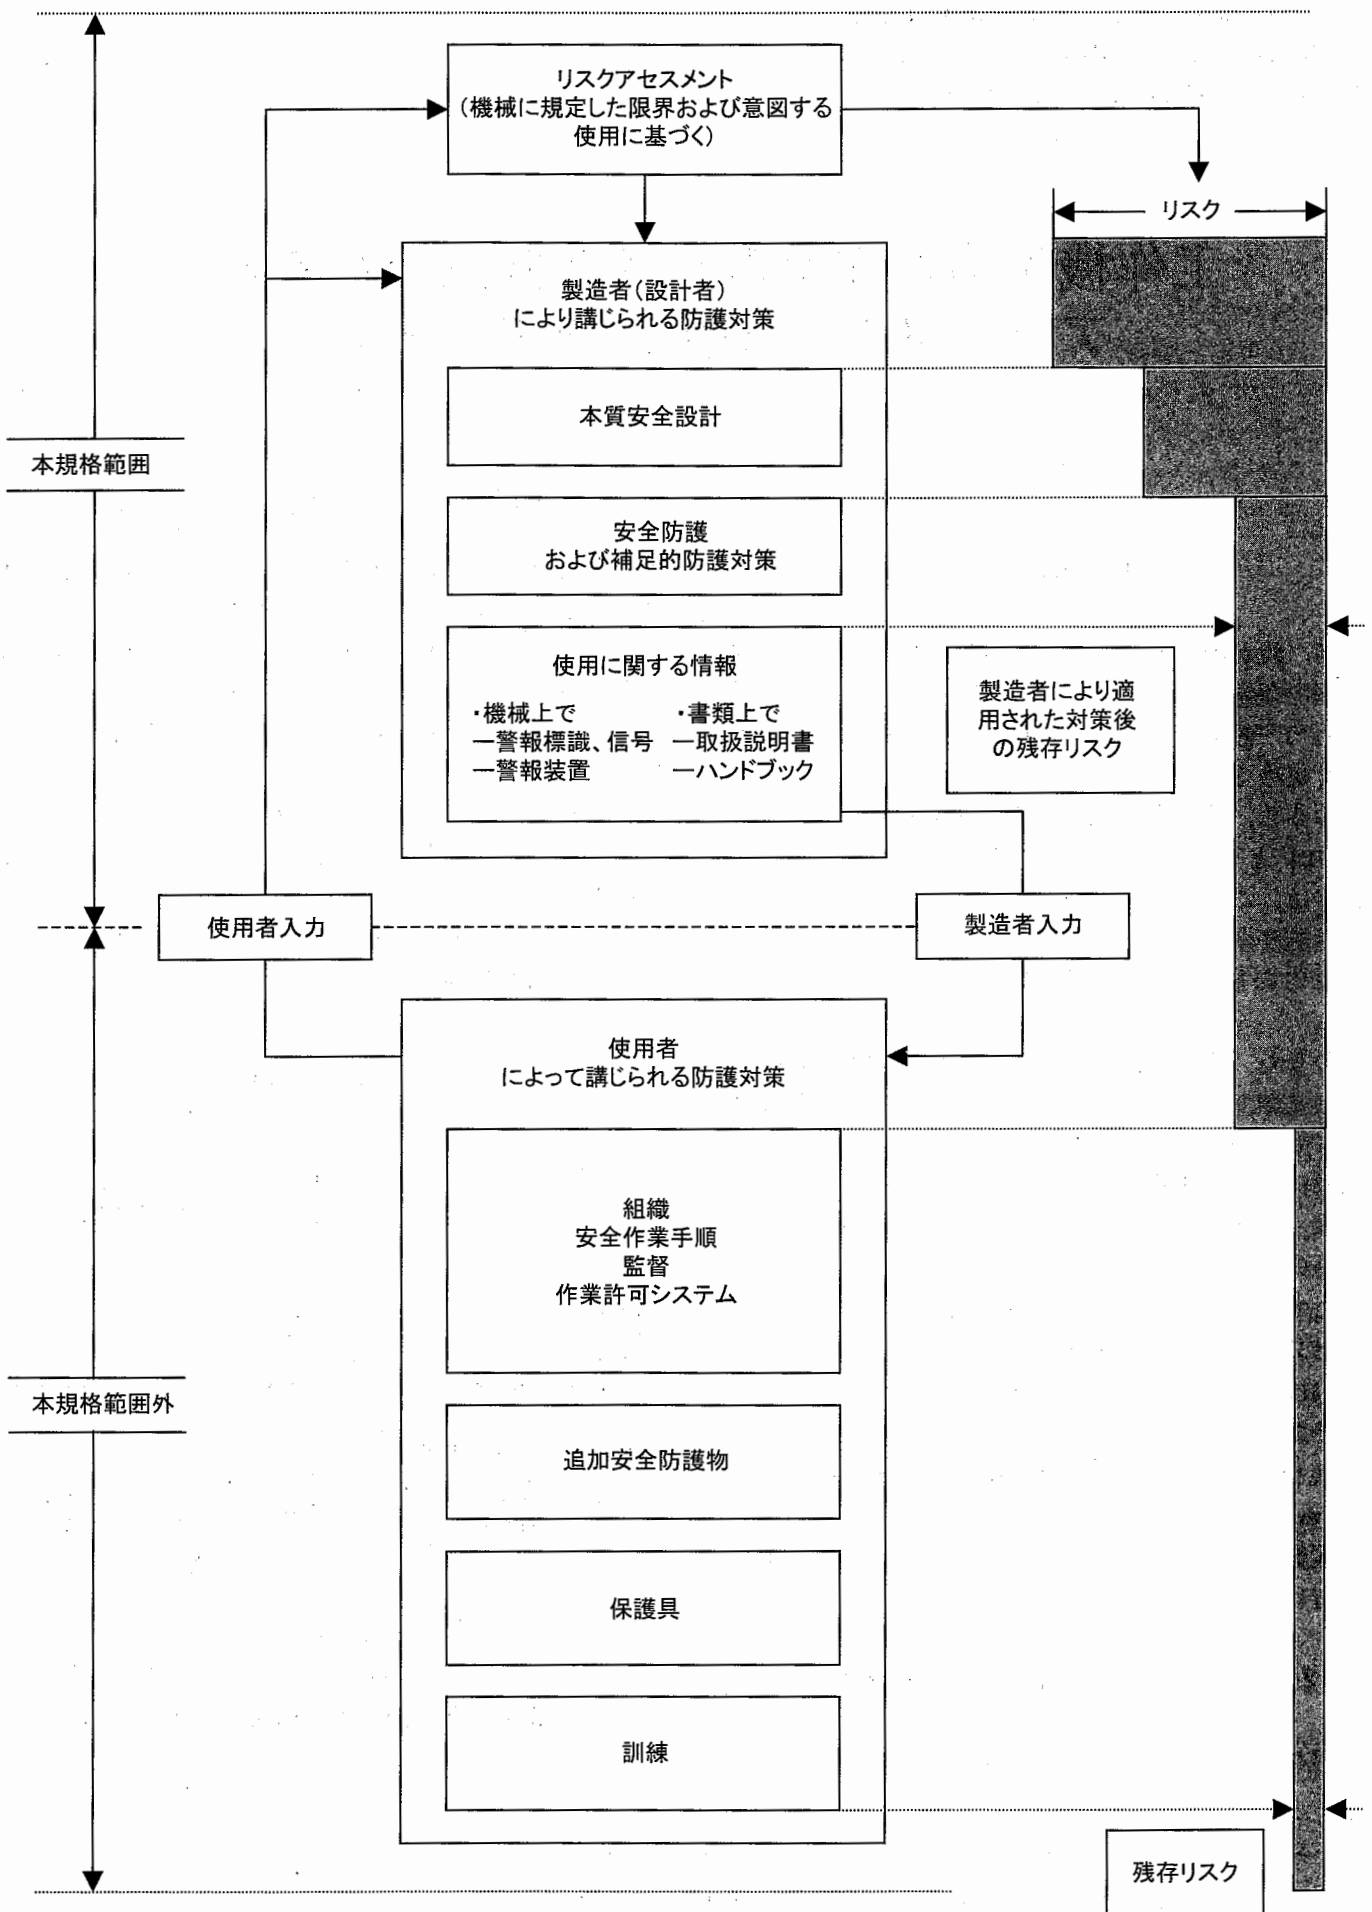 リスクアセスメント
(機械に規定した限界および意図する
使用に基づく)
リスク
製造者(設計者)
により講じられる防護対策
本質安全設計
本規格範囲
安全防護
および補足的防護対策
使用に関する情報
・機械上で
―警報標識、信号
―警報装置
・書類上で
―取扱説明書
―ハンドブック
製造者により適
用された対策後
の残存リスク
使用者入力
製造者入力
使用者
によって講じられる防護対策
組織
安全作業手順
監督
作業許可システム
本規格範囲外
追加安全防護物
保護具
訓練
残存リスク